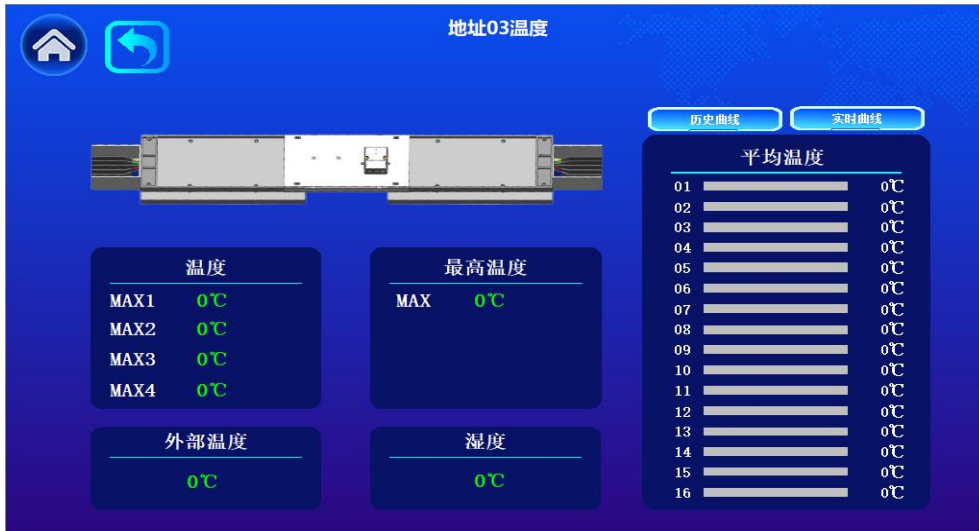 地址03温度
历史曲线 实时曲线
平均温度
01 0℃
02 0℃
03 0℃
04 0℃
05 0℃
06 0℃
07 0℃
08 0℃
09 0℃
10 0℃
11 0℃
12 0℃
13 0℃
14 0℃
15 0℃
16 0℃
温度
MAX1 0℃
MAX2 0℃
MAX3 0℃
MAX4 0℃
最高温度
MAX 0℃
外部温度
0℃
湿度
0℃